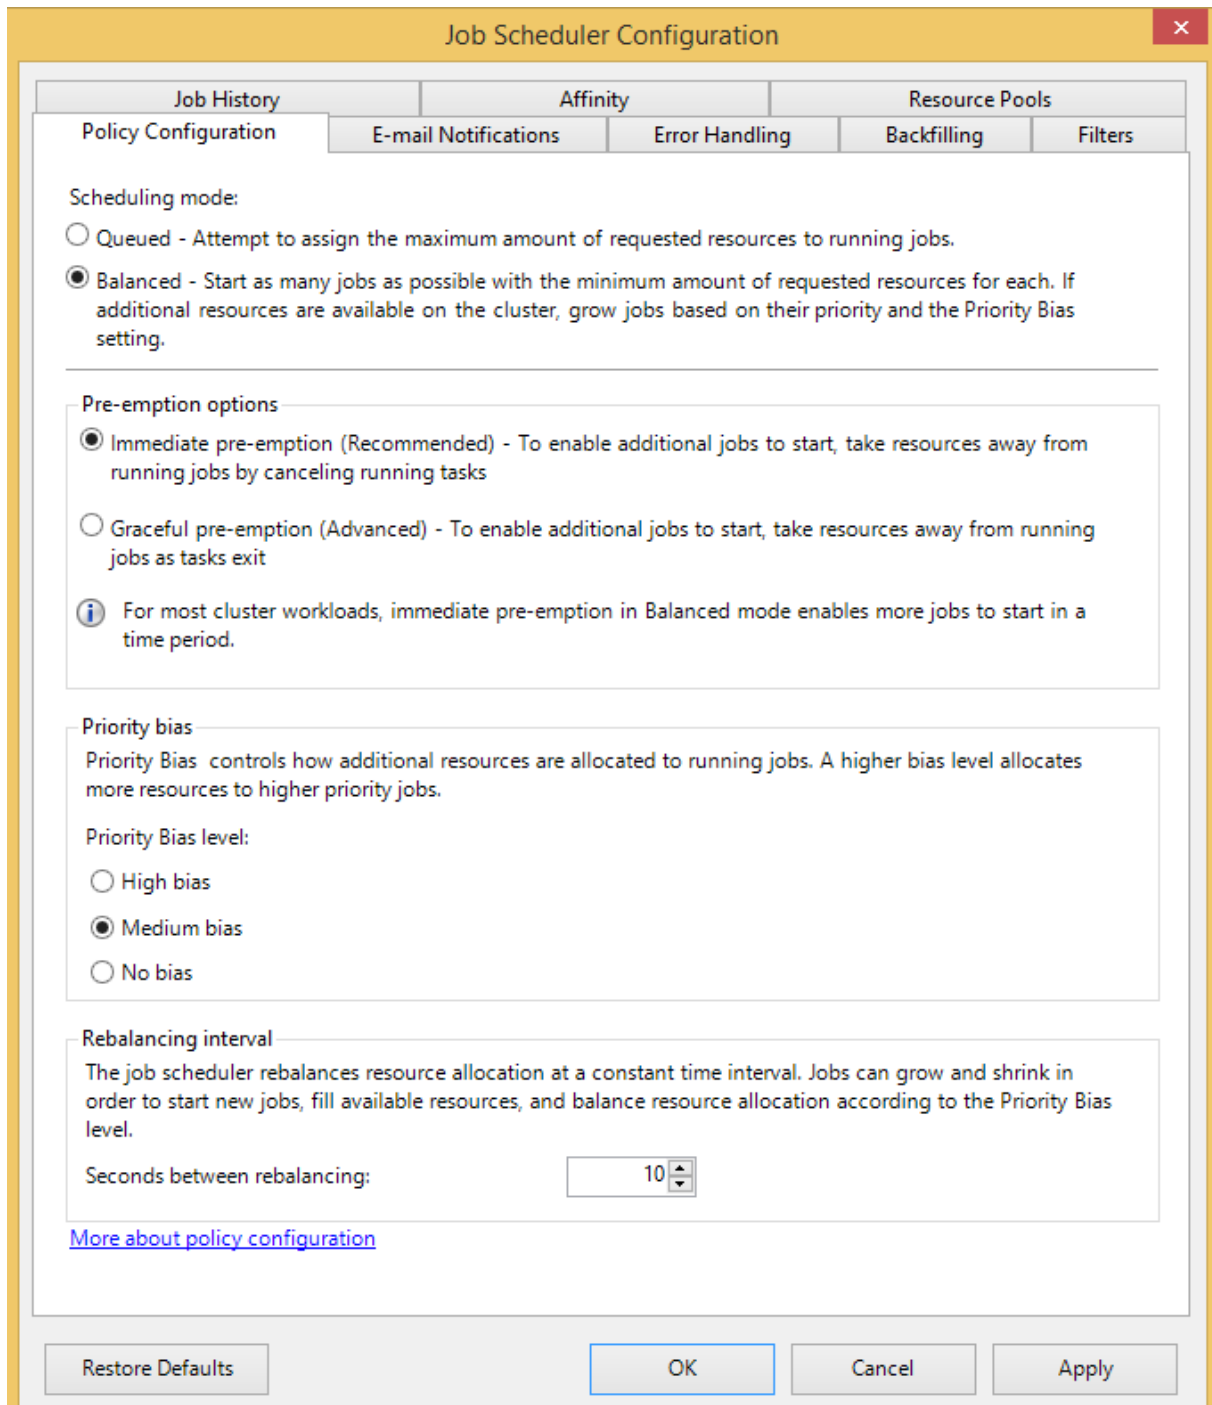 Job Scheduler Configuration
Job History
Affinity
Resource Pools
Policy Configuration
E-mail Notifications
Error Handling
Backfilling
Filters
Scheduling mode:
Queued - Attempt to assign the maximum amount of requested resources to running jobs.
Balanced - Start as many jobs as possible with the minimum amount of requested resources for each. If
additional resources are available on the cluster, grow jobs based on their priority and the Priority Bias
setting.
Pre-emption options
Immediate pre-emption (Recommended) - To enable additional jobs to start, take resources away from
running jobs by canceling running tasks
Graceful pre-emption (Advanced) - To enable additional jobs to start, take resources away from running
jobs as tasks exit
For most cluster workloads, immediate pre-emption in Balanced mode enables more jobs to start in a
time period.
Priority bias
Priority Bias controls how additional resources are allocated to running jobs. A higher bias level allocates
more resources to higher priority jobs.
Priority Bias level:
High bias
Medium bias
No bias
Rebalancing interval
The job scheduler rebalances resource allocation at a constant time interval. Jobs can grow and shrink in
order to start new jobs, fill available resources, and balance resource allocation according to the Priority Bias
level.
Seconds between rebalancing: 10
More about policy configuration
Restore Defaults
OK
Cancel
Apply